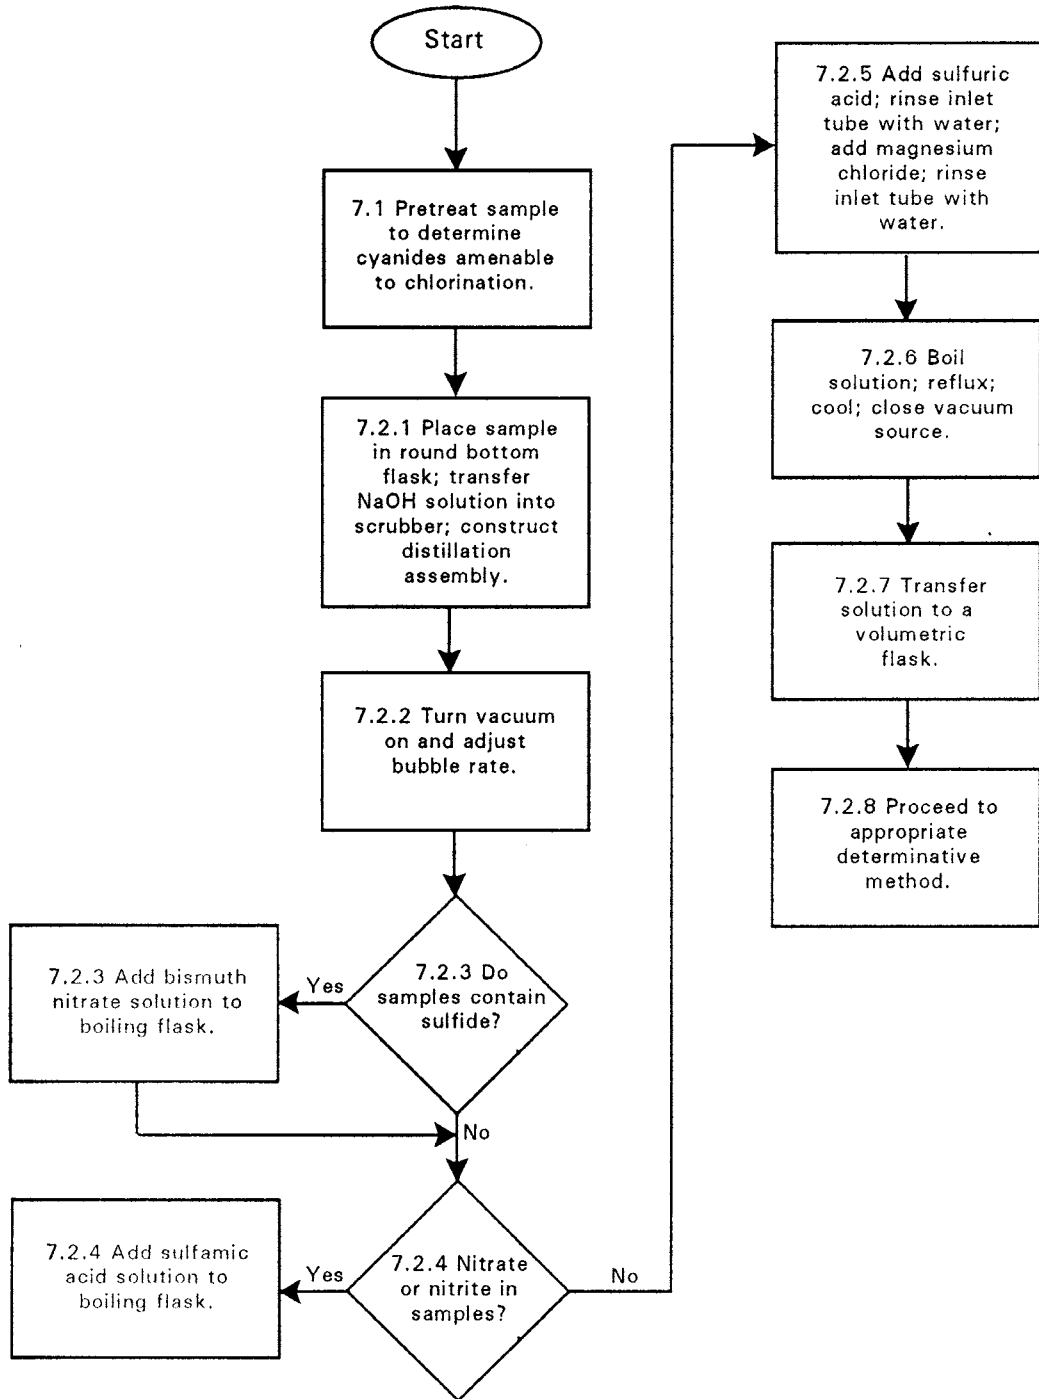 Start
7.1 Pretreat sample
to determine
cyanides amenable
to chlorination.
7.2.1 Place sample
in round bottom
flask; transfer
NaOH solution into
scrubber; construct
distillation
assembly.
7.2.2 Turn vacuum
on and adjust
bubble rate.
7.2.3 Do
samples contain
sulfide?
Yes
7.2.3 Add bismuth
nitrate solution to
boiling flask.
No
7.2.4 Nitrate
or nitrite in
samples?
Yes
7.2.4 Add sulfamic
acid solution to
boiling flask.
No
7.2.5 Add sulfuric
acid; rinse inlet
tube with water;
add magnesium
chloride; rinse
inlet tube with
water.
7.2.6 Boil
solution; reflux;
cool; close vacuum
source.
7.2.7 Transfer
solution to a
volumetric
flask.
7.2.8 Proceed to
appropriate
determinative
method.